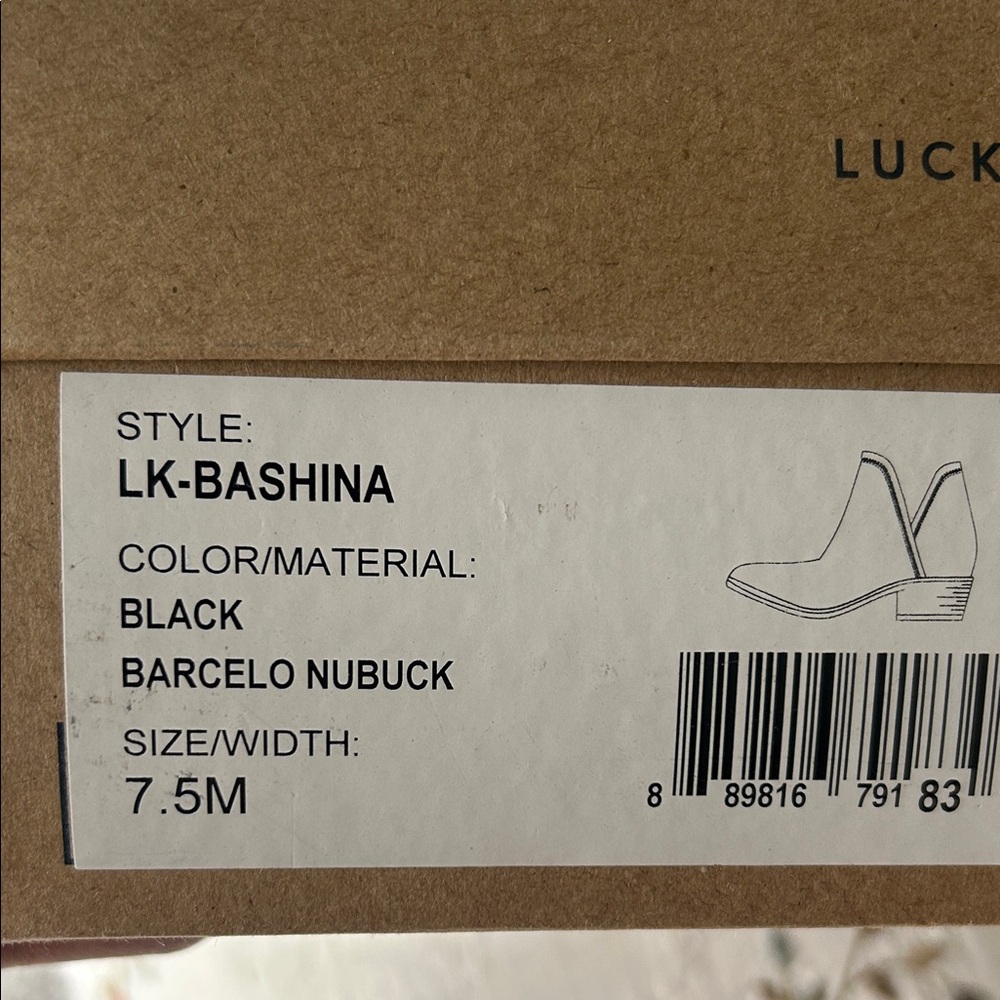 LUCK
STYLE:
LK-BASHINA
COLOR/MATERIAL:
BLACK
BARCELO NUBUCK
SIZE/WIDTH:
7.5M
8 89816 791 83